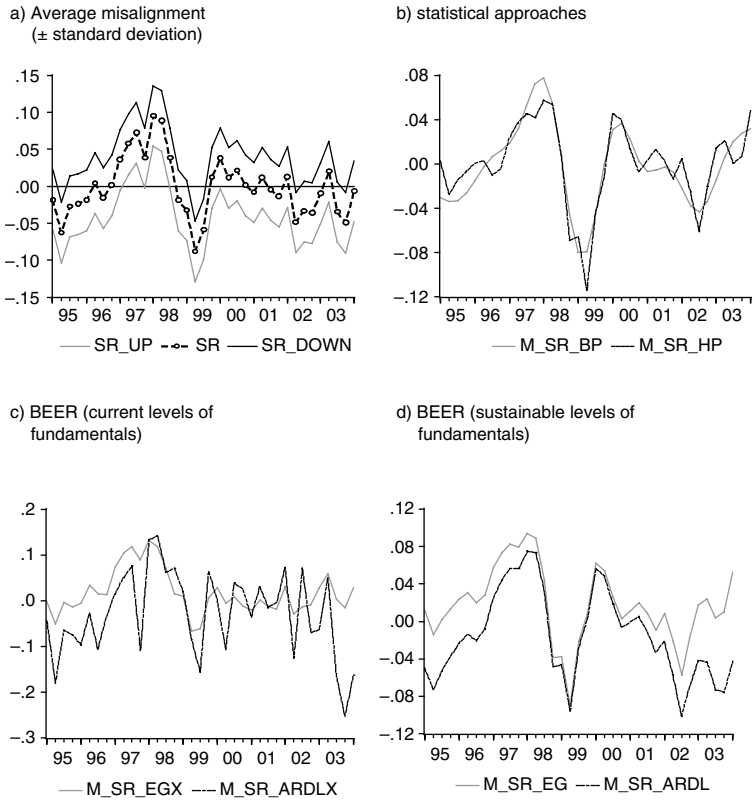 a) Average misalignment
(± standard deviation)
.15
.10
.05
.00
–.05
–.10
–.15
95 96 97 98 99 00 01 02 03
SR_UP SR SR_DOWN
b) statistical approaches
.08
.04
.00
–.04
–.08
–.12
95 96 97 98 99 00 01 02 03
M_SR_BP M_SR_HP
c) BEER (current levels of
fundamentals)
.2
.1
.0
–.1
–.2
–.3
95 96 97 98 99 00 01 02 03
M_SR_EGX M_SR_ARDLX
d) BEER (sustainable levels of
fundamentals)
.12
.08
.04
.00
–.04
–.08
–.12
95 96 97 98 99 00 01 02 03
M_SR_EG M_SR_ARDL